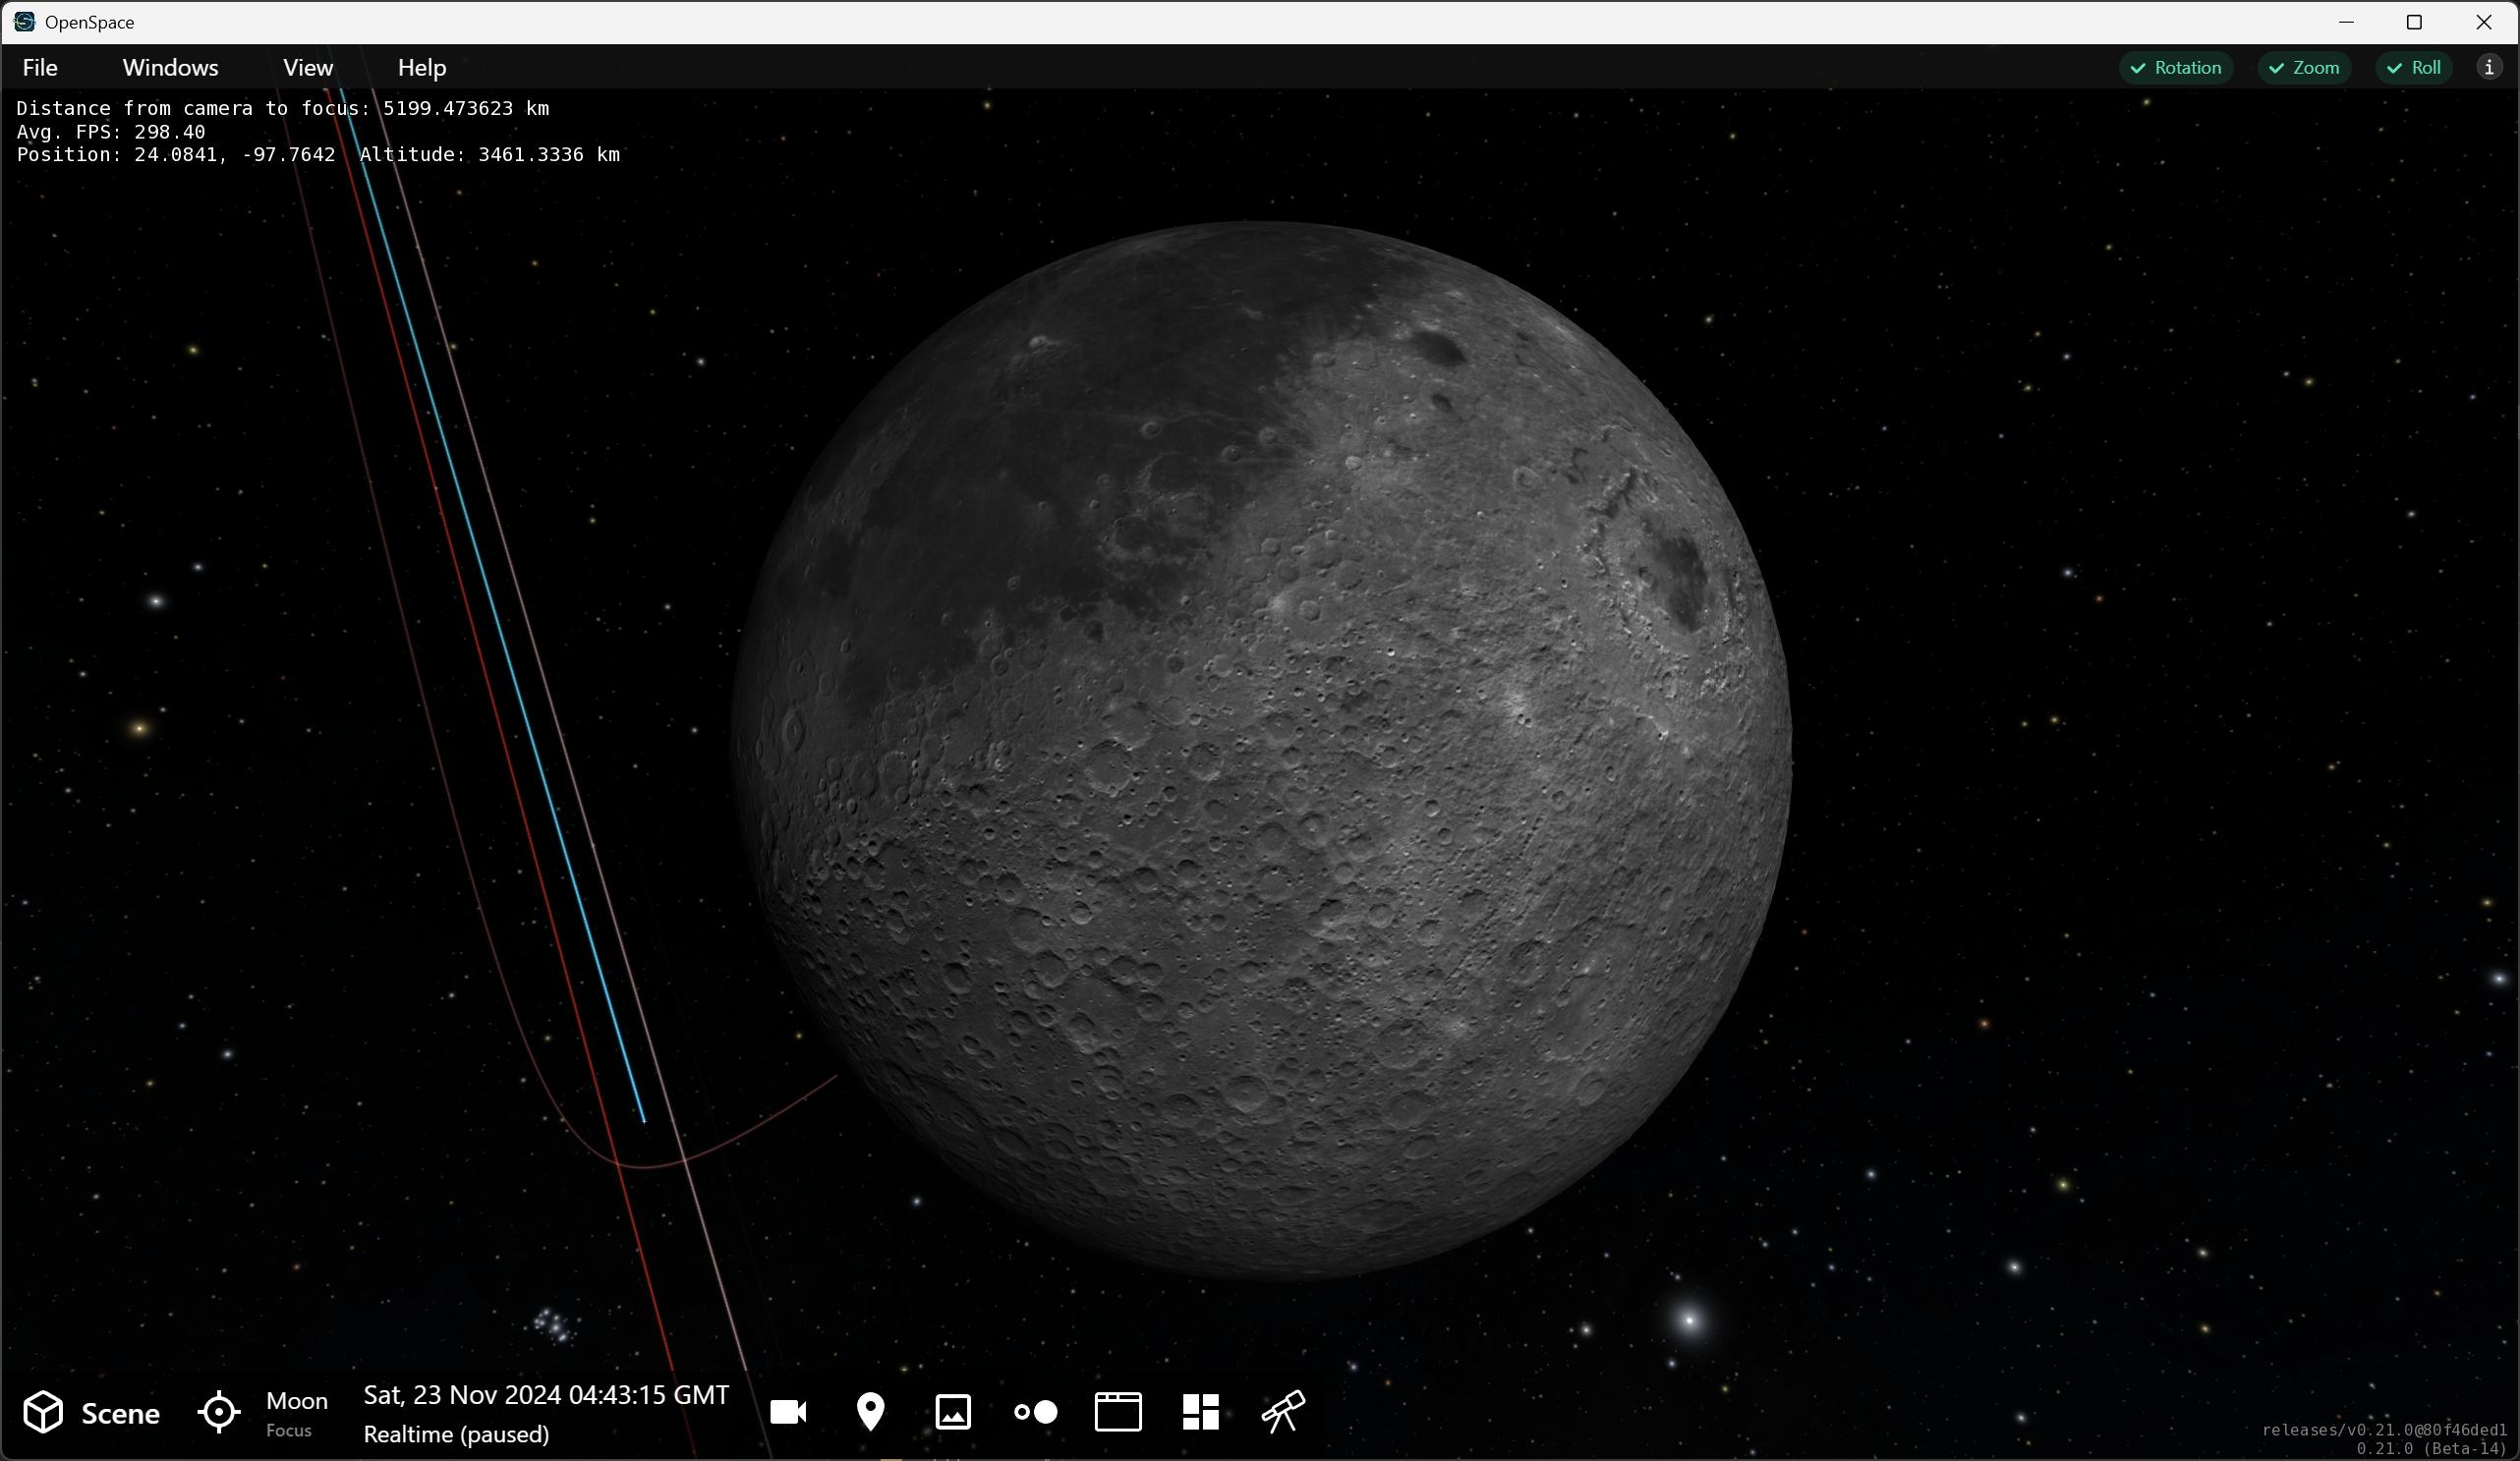 OpenSpace
File Windows View Help Rotation Zoom Roll
Distance from camera to focus: 5199.473623 km
Avg. FPS: 298.40
Position: 24.0841, -97.7642 Altitude: 3461.3336 km
Scene
Moon
Focus
Sat, 23 Nov 2024 04:43:15 GMT
Realtime (paused)
releases/v0.21.0@80f46ded1
0.21.0 (Beta-14)